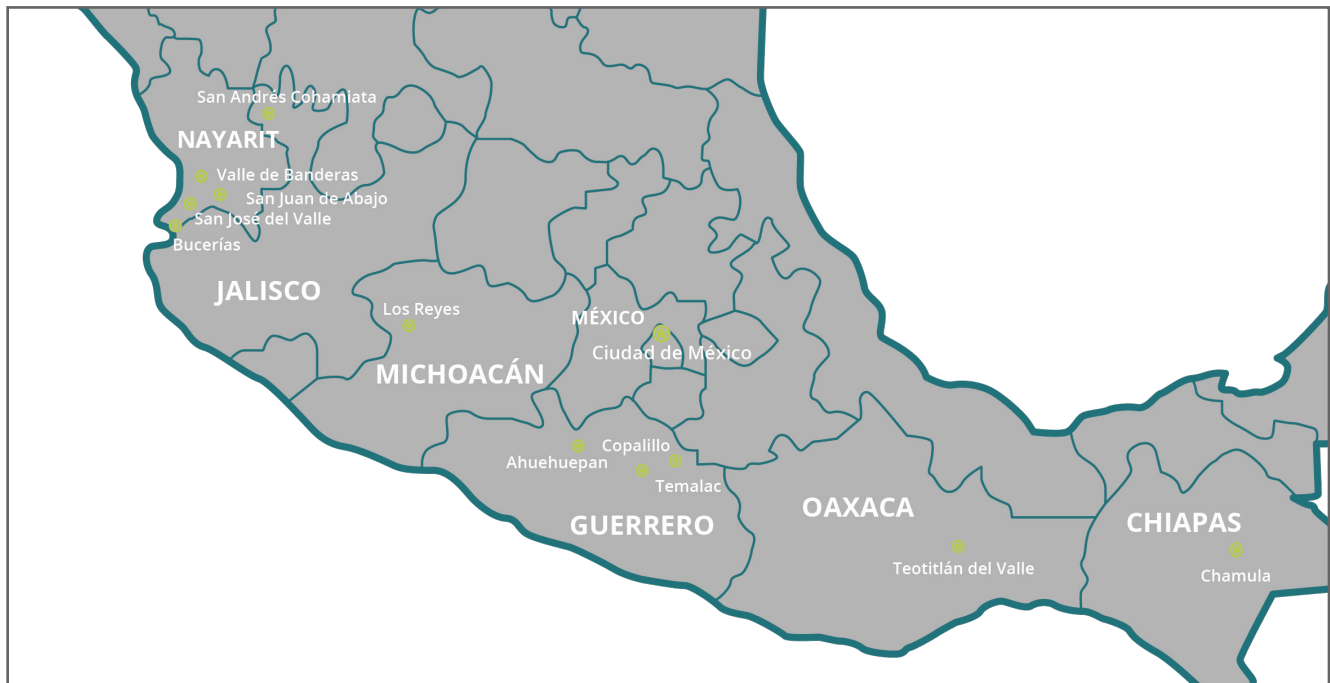 San Andrés Cohamiata
NAYARIT
Valle de Banderas
San Juan de Abajo
San José del Valle
Bucerías
JALISCO
Los Reyes
MÉXICO
Ciudad de México
MICHOACÁN
Copalillo
Ahuehuepan
Temalac
GUERRERO
OAXACA
Teotitlán del Valle
CHIAPAS
Chamula